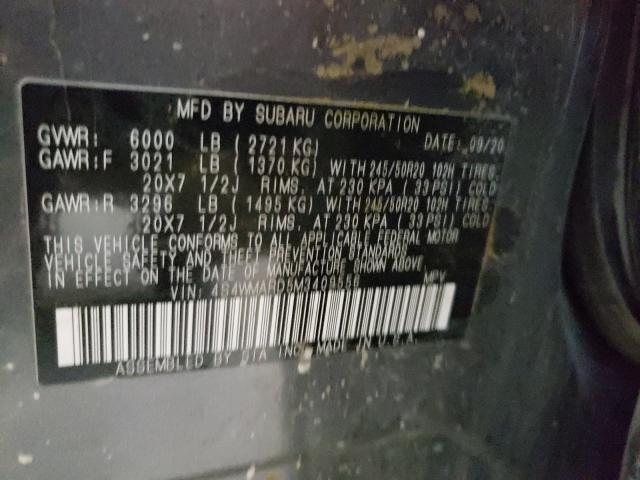 MFD BY SUBARU CORPORATION
GVWR: 6000 LB (2721 KG) DATE: 09/20
GAWR:F 3021 LB (1370 KG) WITH 245/50R20 102H TIRES,
20X7 1/2J RIMS, AT 230 KPA (33 PSI) COLD
GAWR:R 3296 LB (1495 KG) WITH 245/50R20 102H TIRES,
20X7 1/2J RIMS, AT 230 KPA (33 PSI) COLD
THIS VEHICLE CONFORMS TO ALL APPLICABLE FEDERAL MOTOR
VEHICLE SAFETY AND THEFT PREVENTION STANDARDS
IN EFFECT ON THE DATE OF MANUFACTURE SHOWN ABOVE
VIN: MPV
ASSEMBLED BY SIA INC. MADE IN U.S.A.